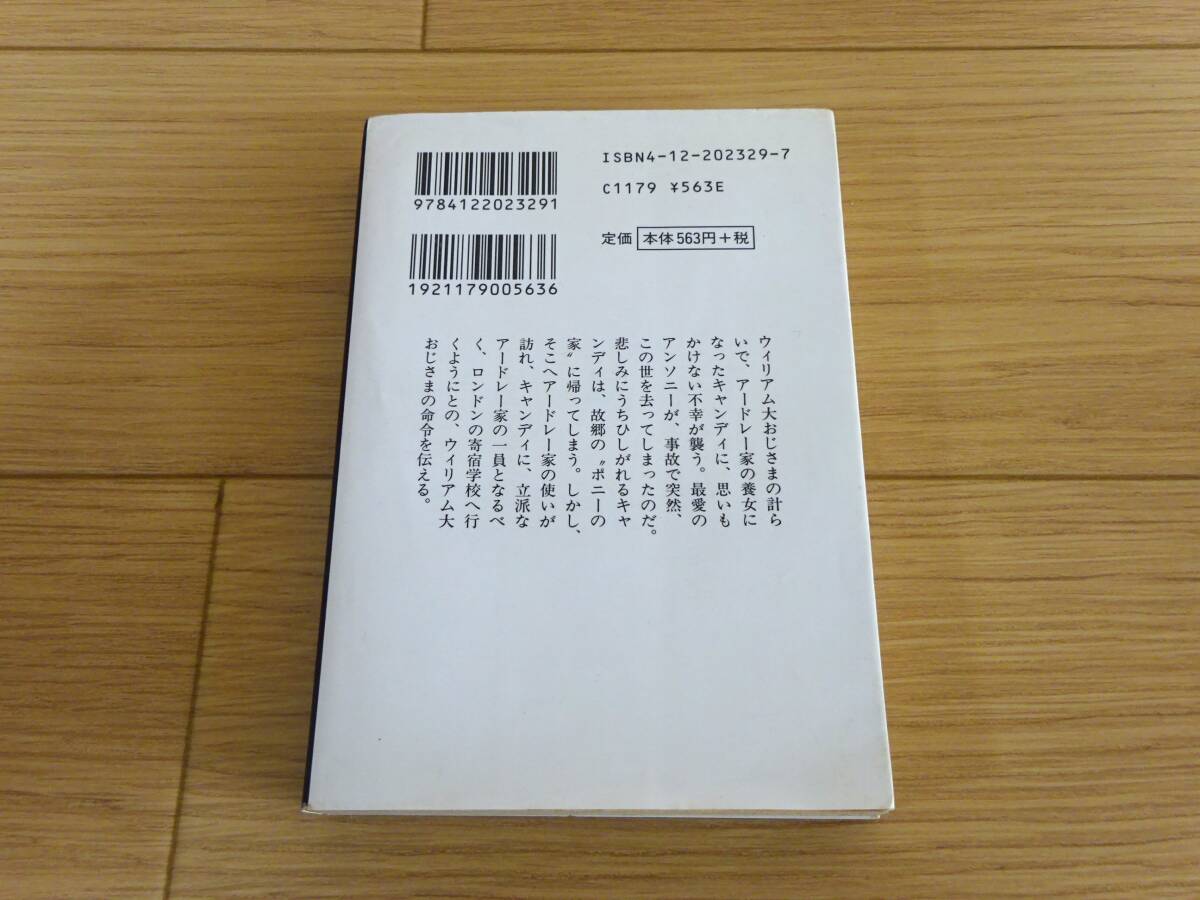 ISBN4-12-202329-7
9784122023291
C1179 ¥563E
定価 本体563円+税
1921179005636
ウィリアム大おじさまの計ら
いで、アードレー家の養女に
なったキャンディに、思いも
かけない不幸が襲う。最愛の
アンソニーが、事故で突然、
この世を去ってしまったのだ。
悲しみにうちひしがれるキャ
ンディは、故郷の〝ポニーの
家〟に帰ってしまう。しかし、
そこへアードレー家の使いが
訪れ、キャンディに、立派な
アードレー家の一員となるべ
く、ロンドンの寄宿学校へ行
くようにとの、ウィリアム大
おじさまの命令を伝える。